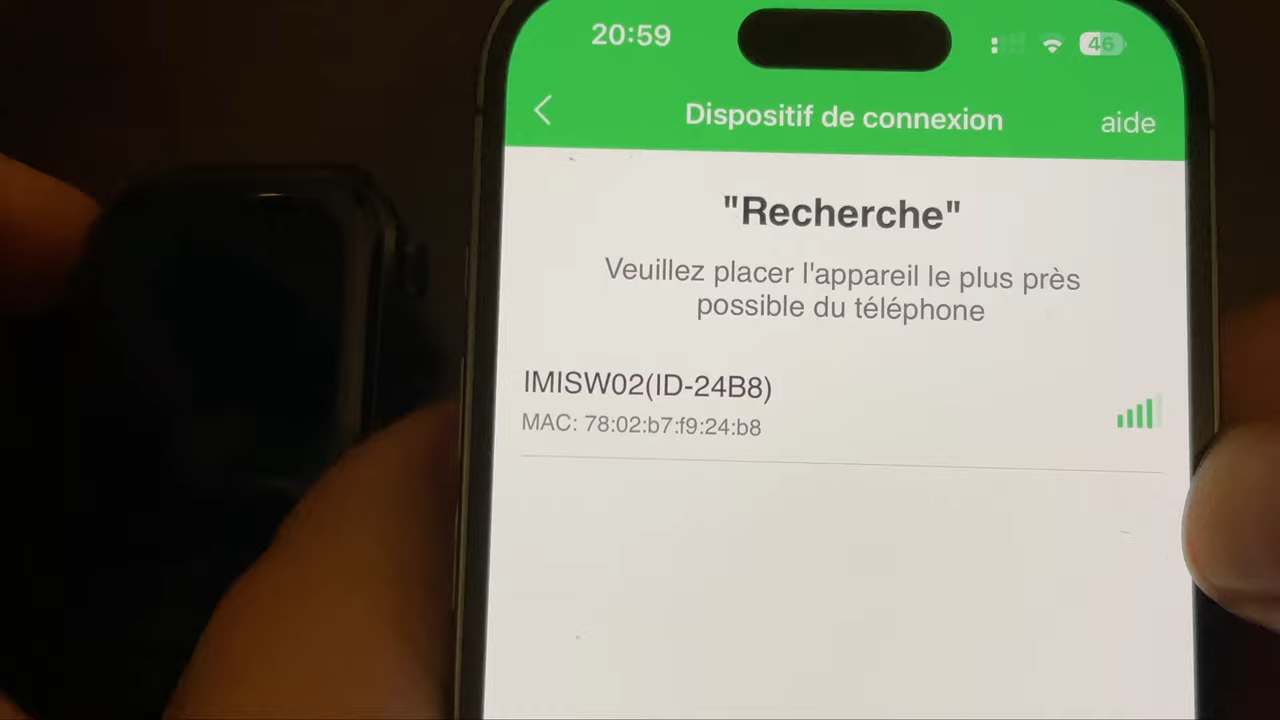 20:59
46
Dispositif de connexion
aide
"Recherche"
Veuillez placer l'appareil le plus près
possible du téléphone
IMISW02(ID-24B8)
MAC: 78:02:b7:f9:24:b8